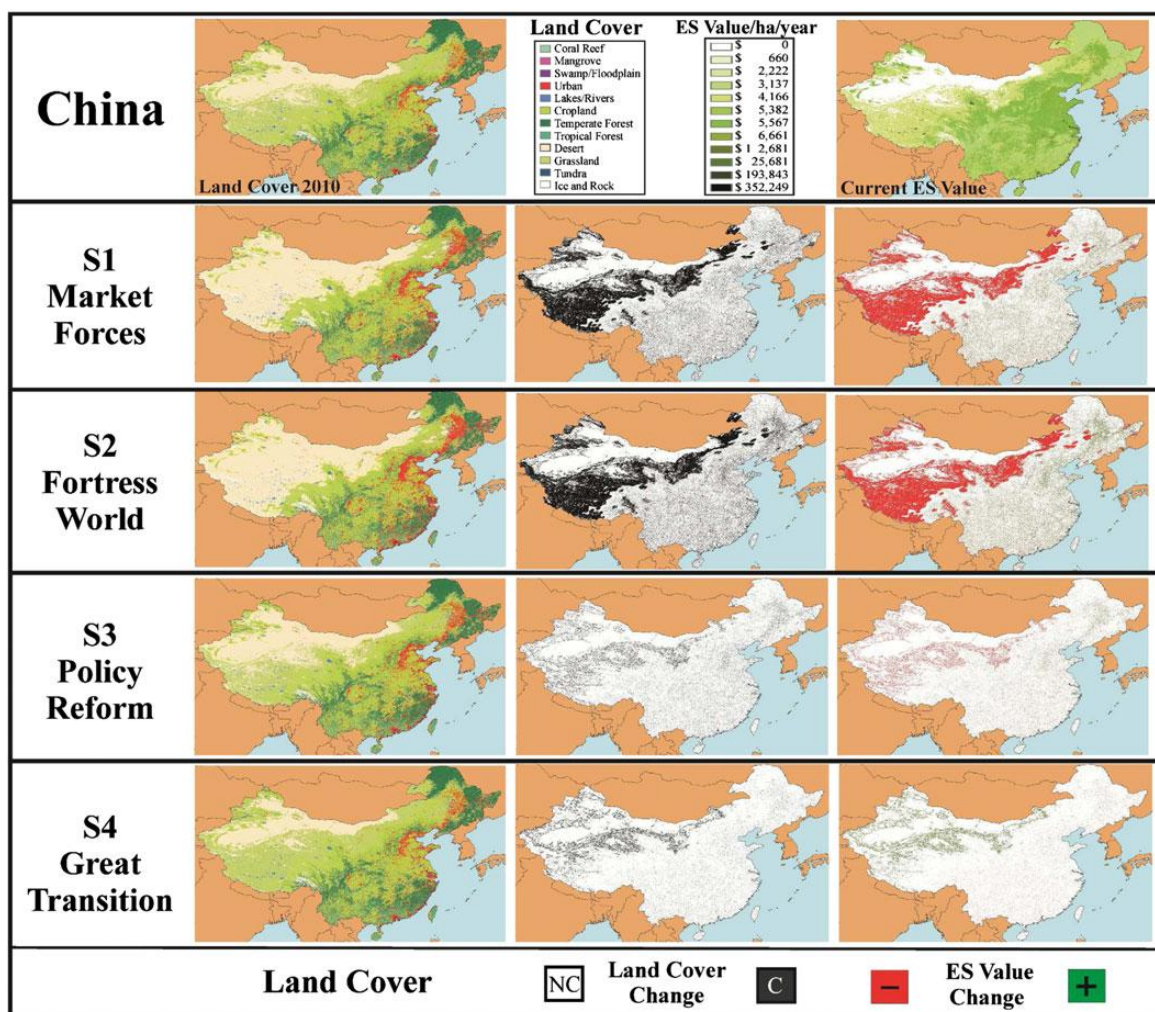 China
Land Cover 2010
Land Cover
Coral Reef
Mangrove
Swamp/Floodplain
Urban
Lakes/Rivers
Cropland
Temperate Forest
Tropical Forest
Desert
Grassland
Tundra
Ice and Rock
ES Value/ha/year
$ 0
$ 660
$ 2,222
$ 3,137
$ 4,166
$ 5,382
$ 5,567
$ 6,661
$ 1 2,681
$ 25,681
$ 193,843
$ 352,249
Current ES Value
S1
Market
Forces
S2
Fortress
World
S3
Policy
Reform
S4
Great
Transition
Land Cover
NC
Land Cover
Change
C
−
ES Value
Change
+